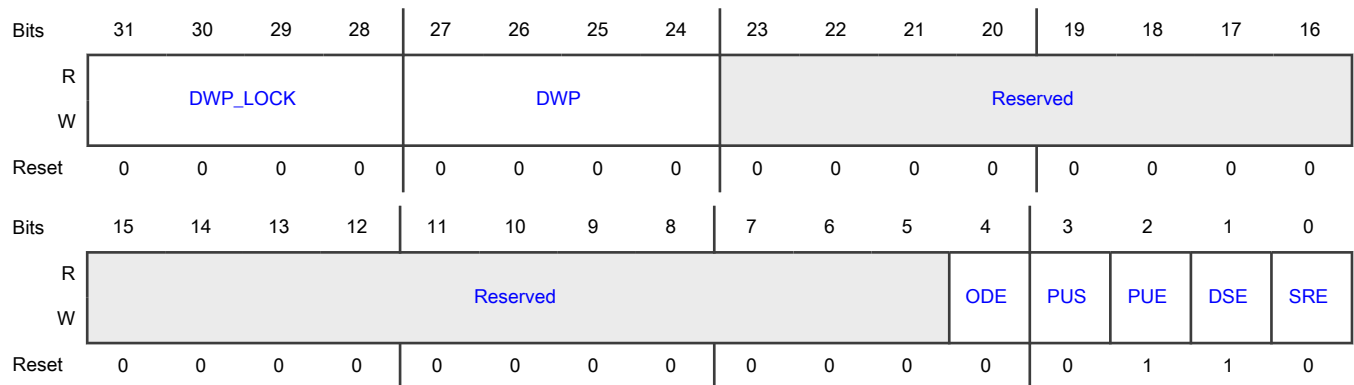 Bits 31 30 29 28 27 26 25 24 23 22 21 20 19 18 17 16
R
DWP_LOCK DWP Reserved
W
Reset 0 0 0 0 0 0 0 0 0 0 0 0 0 0 0 0
Bits 15 14 13 12 11 10 9 8 7 6 5 4 3 2 1 0
R
Reserved ODE PUS PUE DSE SRE
W
Reset 0 0 0 0 0 0 0 0 0 0 0 0 0 1 1 0